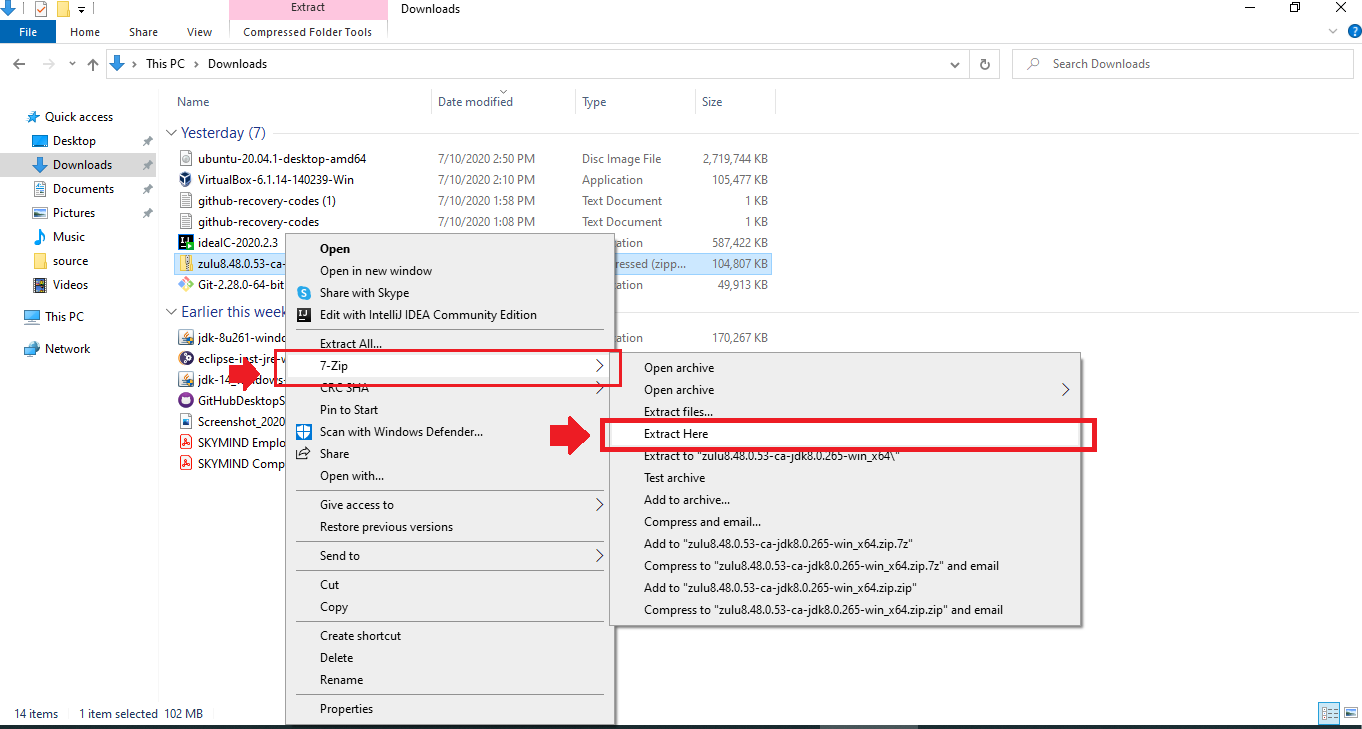 Extract
Downloads
File
Home
Share
View
Compressed Folder Tools
This PC
Downloads
Search Downloads
Name
Date modified
Type
Size
Quick access
Desktop
Downloads
Documents
Pictures
Music
source
Videos
This PC
Network
Yesterday (7)
ubuntu-20.04.1-desktop-amd64 7/10/2020 2:50 PM Disc Image File 2,719,744 KB
VirtualBox-6.1.14-140239-Win 7/10/2020 2:10 PM Application 105,477 KB
github-recovery-codes (1) 7/10/2020 1:58 PM Text Document 1 KB
github-recovery-codes 7/10/2020 1:08 PM Text Document 1 KB
ideaIC-2020.2.3 ation 587,422 KB
zulu8.48.0.53-ca- ressed (zipp... 104,807 KB
Git-2.28.0-64-bit ation 49,913 KB
Earlier this week
jdk-8u261-windo ation 170,267 KB
eclipse-inst-jre-w
jdk-14_windows-
GitHubDesktopS
Screenshot_2020
SKYMIND Emplo
SKYMIND Comp
Open
Open in new window
Share with Skype
Edit with IntelliJ IDEA Community Edition
Extract All...
7-Zip
CRC SHA
Pin to Start
Scan with Windows Defender...
Share
Open with...
Give access to
Restore previous versions
Send to
Cut
Copy
Create shortcut
Delete
Rename
Properties
Open archive
Open archive
Extract files...
Extract Here
Extract to "zulu8.48.0.53-ca-jdk8.0.265-win_x64\"
Test archive
Add to archive...
Compress and email...
Add to "zulu8.48.0.53-ca-jdk8.0.265-win_x64.zip.7z"
Compress to "zulu8.48.0.53-ca-jdk8.0.265-win_x64.zip.7z" and email
Add to "zulu8.48.0.53-ca-jdk8.0.265-win_x64.zip.zip"
Compress to "zulu8.48.0.53-ca-jdk8.0.265-win_x64.zip.zip" and email
14 items 1 item selected 102 MB